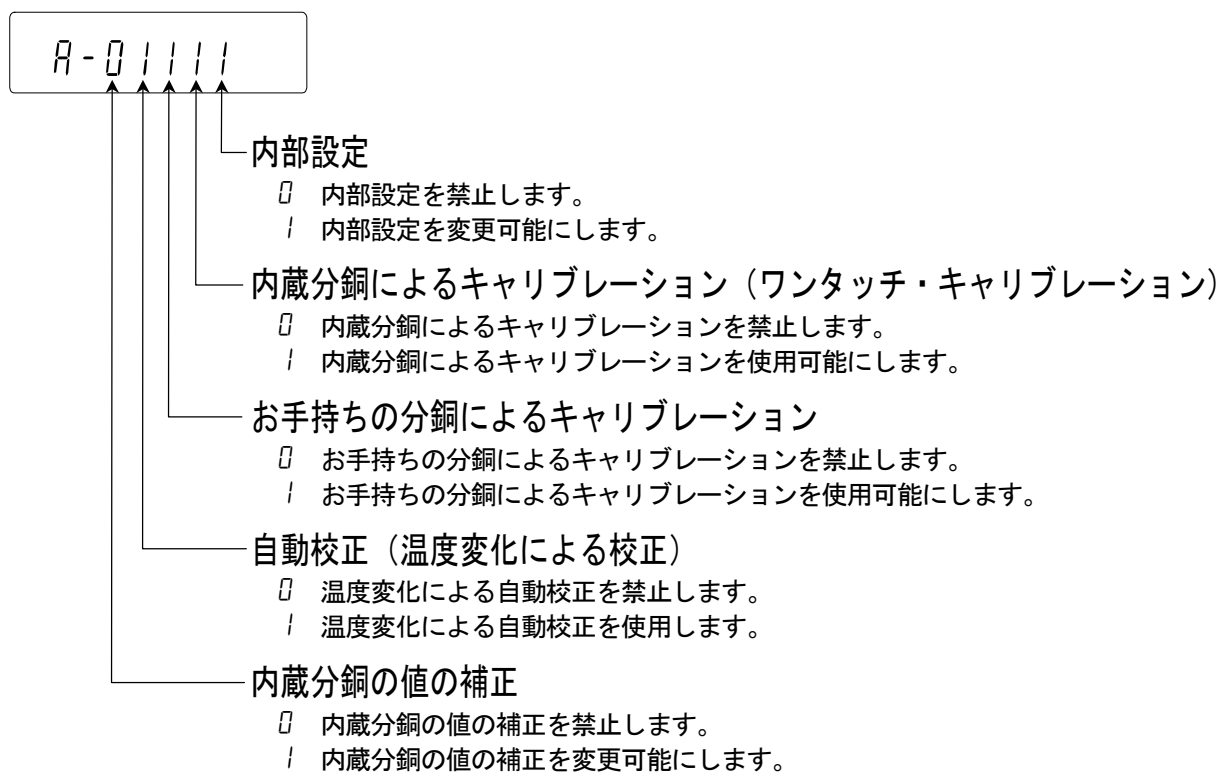 A-01111
内部設定
0 内部設定を禁止します。
1 内部設定を変更可能にします。
内蔵分銅によるキャリブレーション（ワンタッチ・キャリブレーション）
0 内蔵分銅によるキャリブレーションを禁止します。
1 内蔵分銅によるキャリブレーションを使用可能にします。
お手持ちの分銅によるキャリブレーション
0 お手持ちの分銅によるキャリブレーションを禁止します。
1 お手持ちの分銅によるキャリブレーションを使用可能にします。
自動校正（温度変化による校正）
0 温度変化による自動校正を禁止します。
1 温度変化による自動校正を使用します。
内蔵分銅の値の補正
0 内蔵分銅の値の補正を禁止します。
1 内蔵分銅の値の補正を変更可能にします。